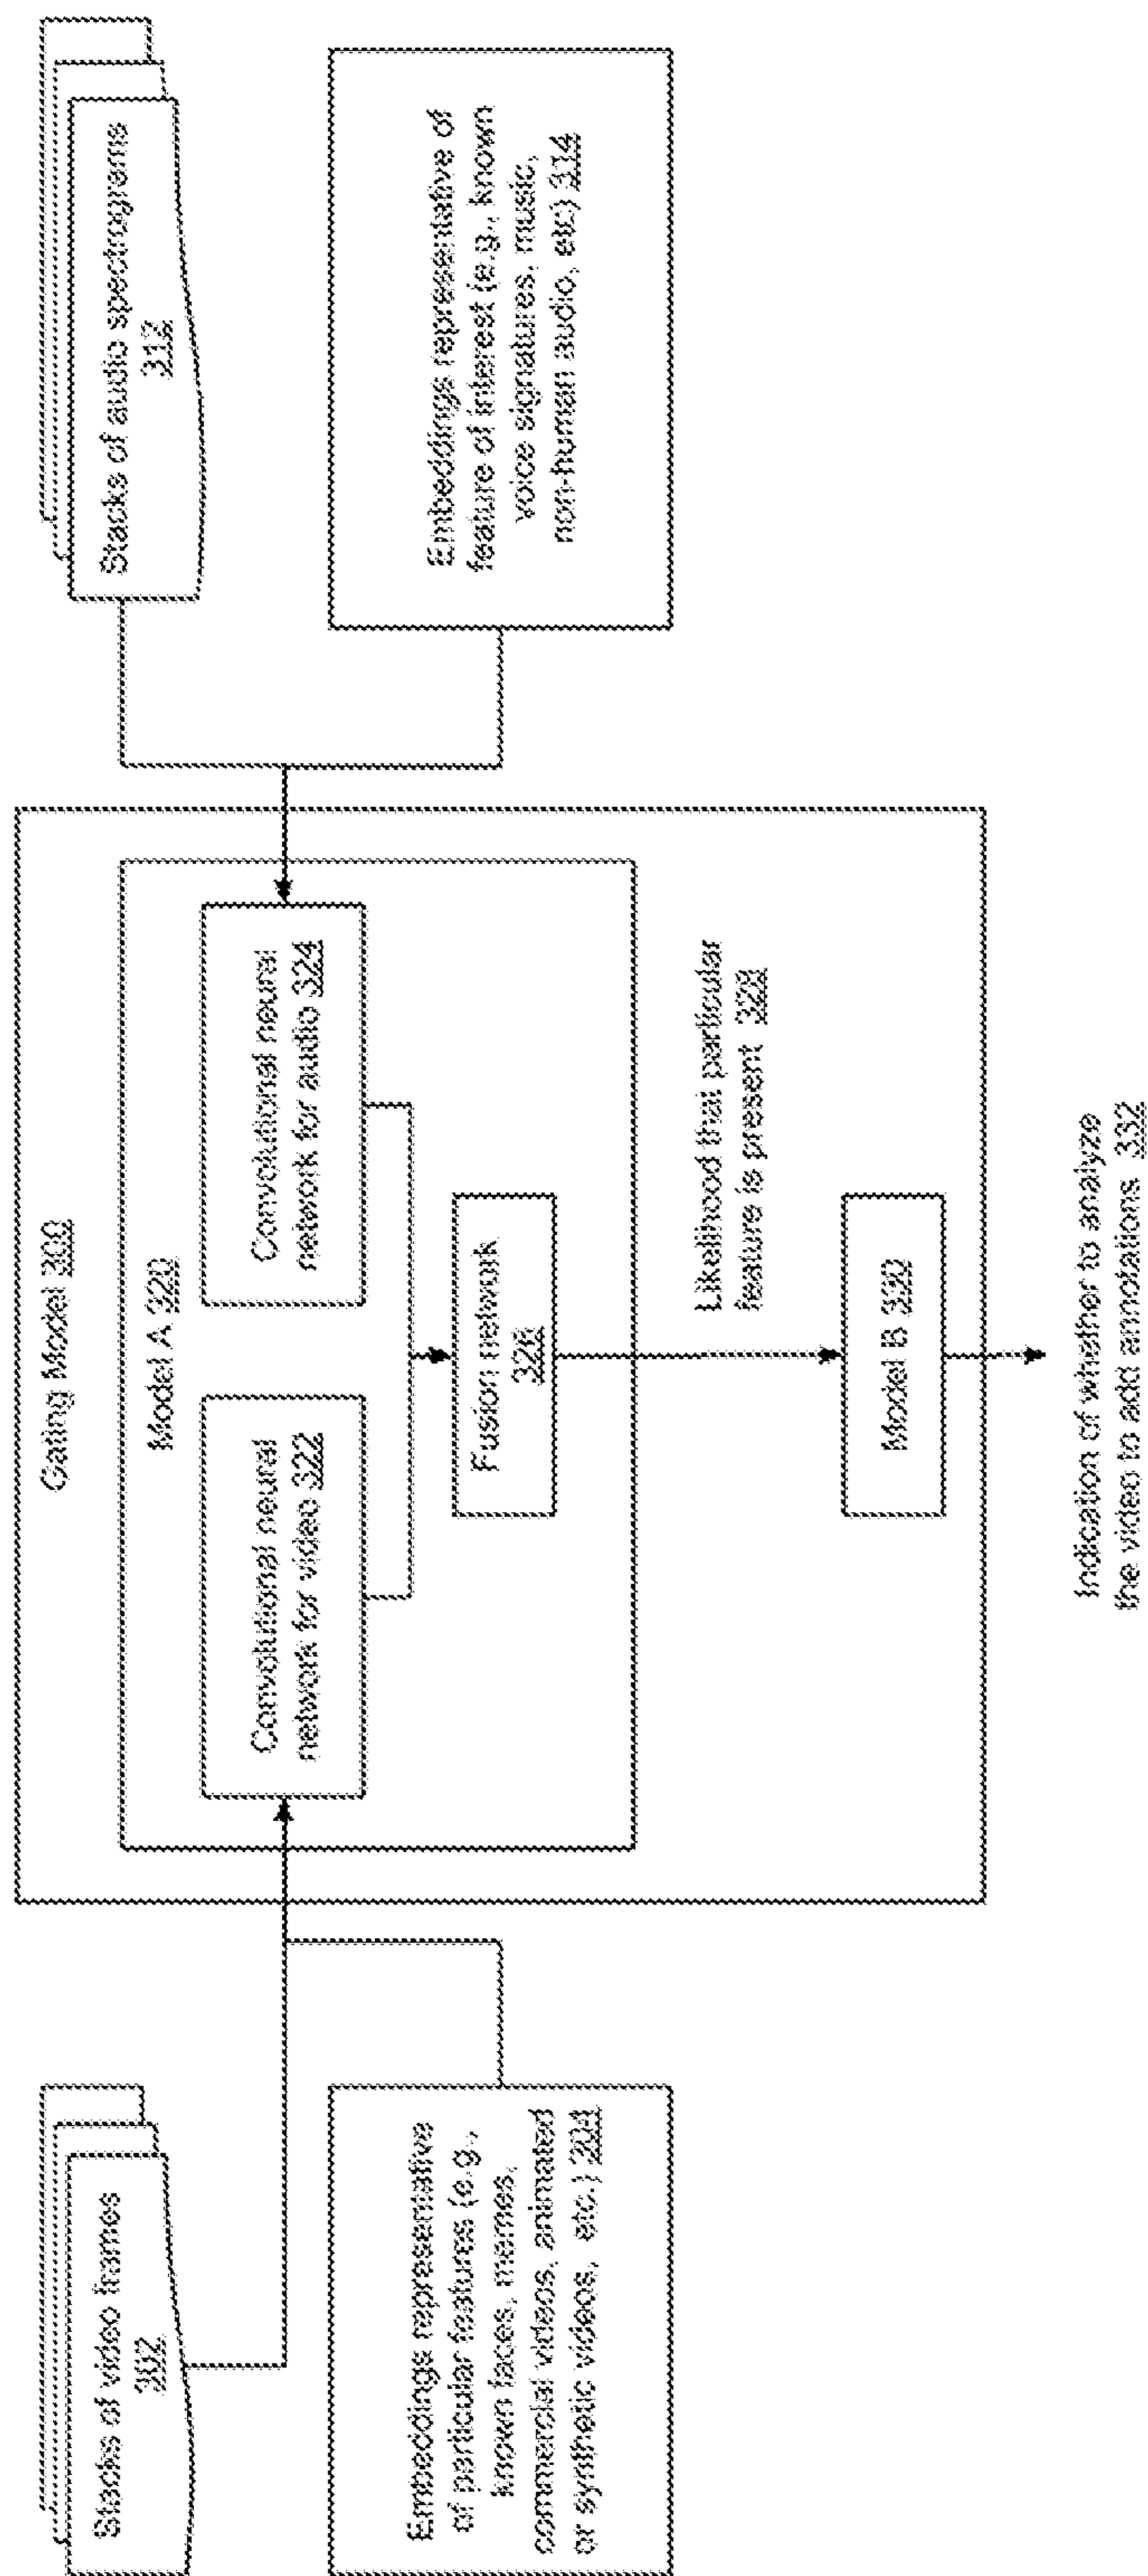 Stacks of video frames
302
Embeddings representative
of particular features (e.g.,
known faces, memes,
commercial videos, animated
or synthetic videos, etc.) 304
Gating Model 300
Model A 320
Convolutional neural
network for video 322
Convolutional neural
network for audio 324
Fusion network
326
Likelihood that particular
feature is present 328
Model B 330
Indication of whether to analyze
the video to add annotations 332
Stacks of audio spectrograms
312
Embeddings representative of
feature of interest (e.g., known
voice signatures, music,
non-human audio, etc) 314